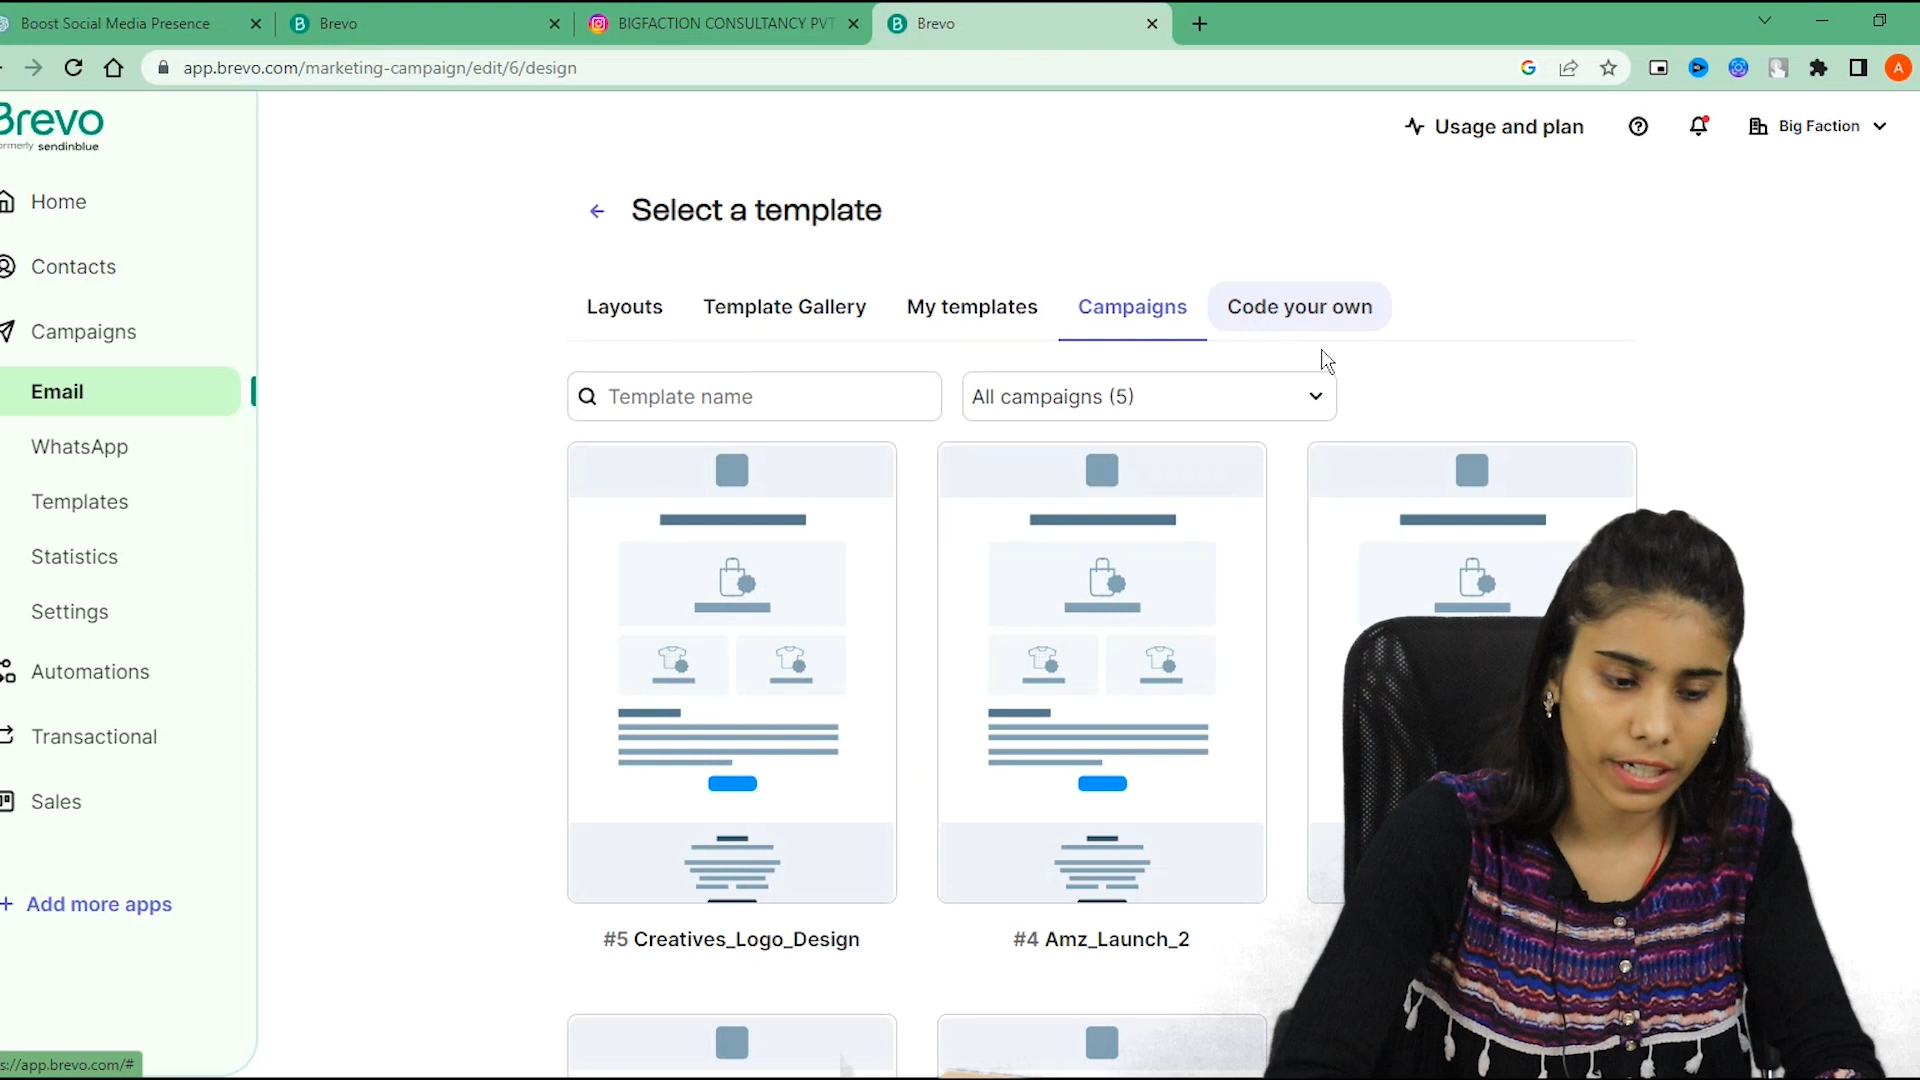 Boost Social Media Presence
Brevo
BIGFACTION CONSULTANCY PVT
Brevo
app.brevo.com/marketing-campaign/edit/6/design
A
Brevo
formerly sendinblue
Usage and plan
Big Faction
Home
Contacts
Campaigns
Email
WhatsApp
Templates
Statistics
Settings
Automations
Transactional
Sales
+ Add more apps
Select a template
Layouts
Template Gallery
My templates
Campaigns
Code your own
Template name
All campaigns (5)
#5 Creatives_Logo_Design
#4 Amz_Launch_2
s://app.brevo.com/#